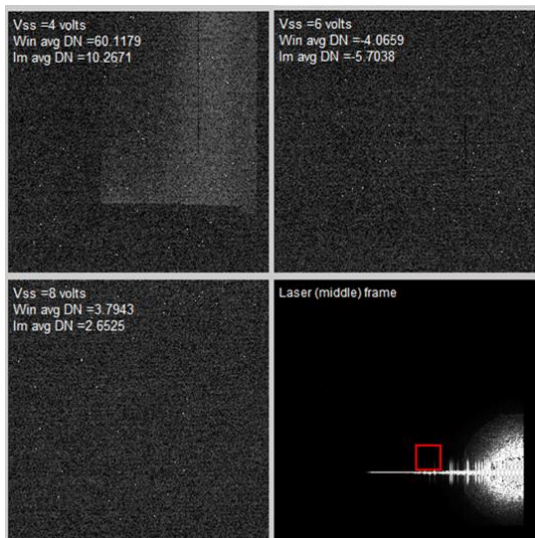 Vss =4 volts
Win avg DN =60.1179
Im avg DN =10.2671
Vss =6 volts
Win avg DN =-4.0659
Im avg DN =-5.7038
Vss =8 volts
Win avg DN =3.7943
Im avg DN =2.6525
Laser (middle) frame